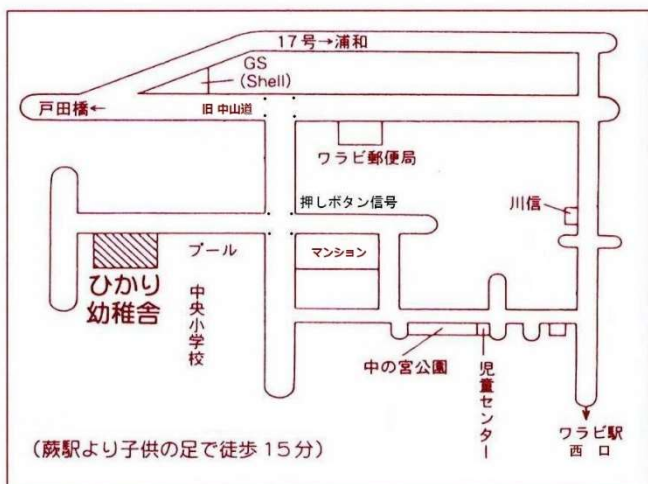 17号→浦和
GS
(Shell)
戸田橋←
旧中山道
ワラビ郵便局
押しボタン信号
川信
プール
マンション
ひかり
幼稚舎
中央小学校
中の宮公園
児童センター
ワラビ駅
西 口
(蕨駅より子供の足で徒歩15分)